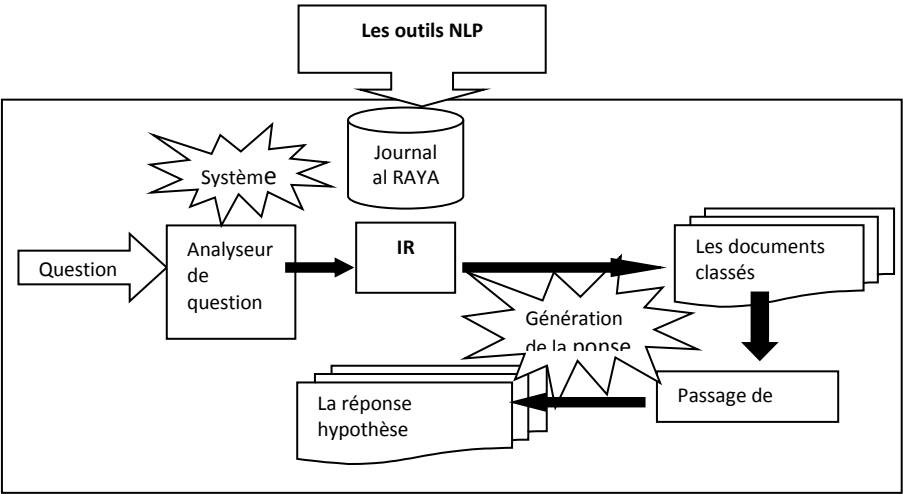 Les outils NLP
Journal
al RAYA
Système
Question
Analyseur
de
question
IR
Les documents
classés
Génération
de la ponse
Passage de
La réponse
hypothèse